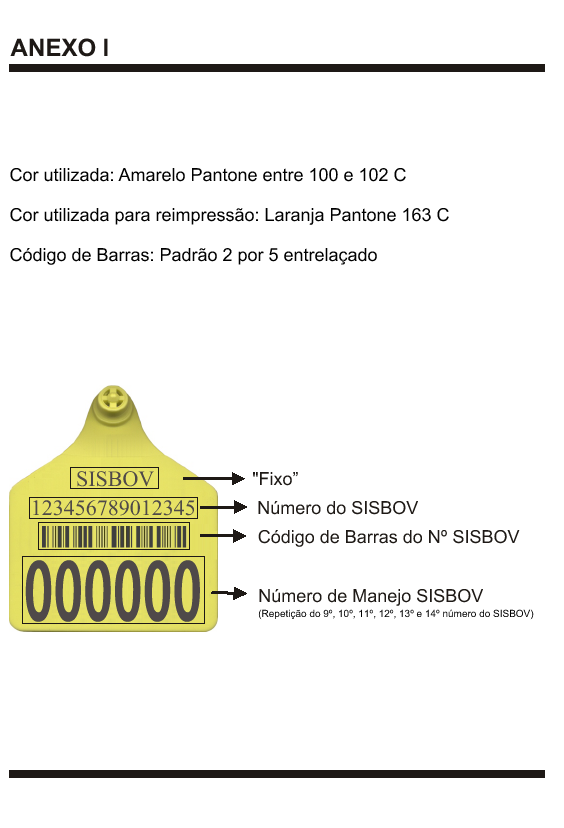 ANEXO I
Cor utilizada: Amarelo Pantone entre 100 e 102 C
Cor utilizada para reimpressão: Laranja Pantone 163 C
Código de Barras: Padrão 2 por 5 entrelaçado
SISBOV
"Fixo”
123456789012345
Número do SISBOV
Código de Barras do Nº SISBOV
000000
Número de Manejo SISBOV
(Repetição do 9º, 10º, 11º, 12º, 13º e 14º número do SISBOV)